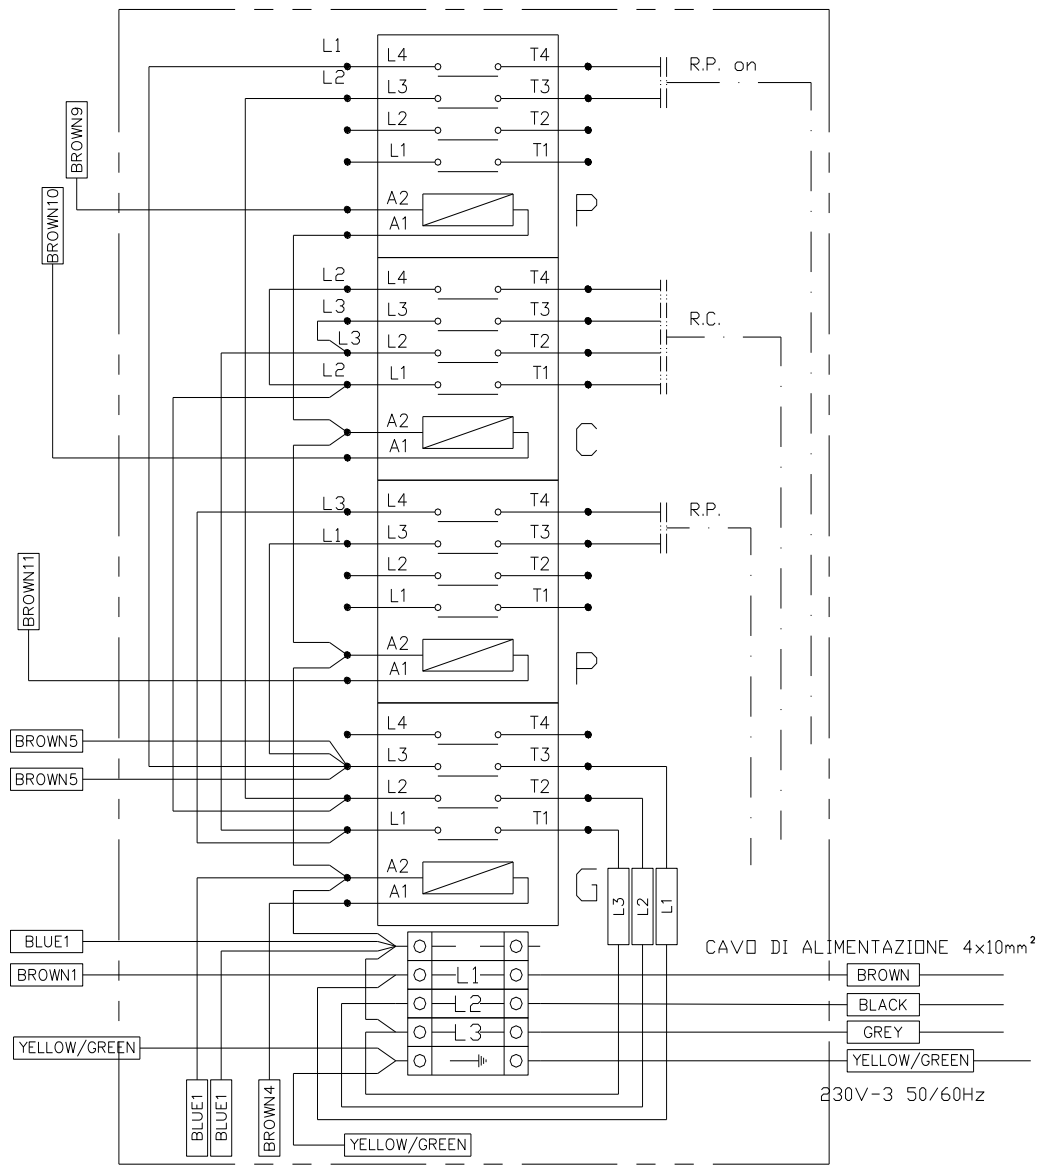 L1
L4
T4
R.P. on
L2
L3
T3
BROWN9
L2
T2
L1
T1
BROWN10
A2
A1
P
L2
L4
T4
L3
L3
T3
R.C.
L3
L2
T2
L2
L1
T1
A2
A1
C
L3
L4
T4
R.P.
L1
L3
T3
BROWN11
L2
T2
L1
T1
A2
A1
P
L4
T4
BROWN5
L3
T3
BROWN5
L2
T2
L1
T1
A2
A1
G
L3
L2
L1
BLUE1
CAVO DI ALIMENTAZIONE 4x10mm²
BROWN1
L1
BROWN
L2
BLACK
L3
GREY
YELLOW/GREEN
YELLOW/GREEN
230V-3 50/60Hz
BLUE1
BLUE1
BROWN4
YELLOW/GREEN